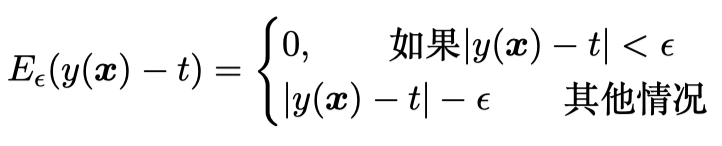 E_ϵ(y(x) − t) = {
0, 如果|y(x) − t| < ϵ
|y(x) − t| − ϵ 其他情况